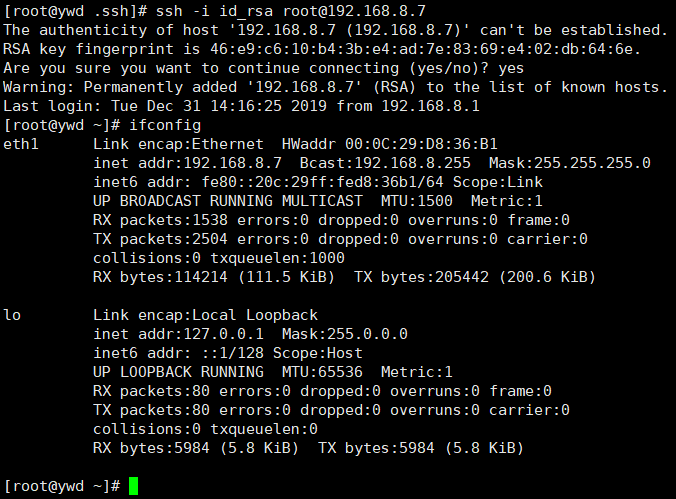 [root@ywd .ssh]# ssh -i id_rsa root@192.168.8.7
The authenticity of host '192.168.8.7 (192.168.8.7)' can't be established.
RSA key fingerprint is 46:e9:c6:10:b4:3b:e4:ad:7e:83:69:e4:02:db:64:6e.
Are you sure you want to continue connecting (yes/no)? yes
Warning: Permanently added '192.168.8.7' (RSA) to the list of known hosts.
Last login: Tue Dec 31 14:16:25 2019 from 192.168.8.1
[root@ywd ~]# ifconfig
eth1      Link encap:Ethernet  HWaddr 00:0C:29:D8:36:B1
          inet addr:192.168.8.7  Bcast:192.168.8.255  Mask:255.255.255.0
          inet6 addr: fe80::20c:29ff:fed8:36b1/64 Scope:Link
          UP BROADCAST RUNNING MULTICAST  MTU:1500  Metric:1
          RX packets:1538 errors:0 dropped:0 overruns:0 frame:0
          TX packets:2504 errors:0 dropped:0 overruns:0 carrier:0
          collisions:0 txqueuelen:1000
          RX bytes:114214 (111.5 KiB)  TX bytes:205442 (200.6 KiB)

lo        Link encap:Local Loopback
          inet addr:127.0.0.1  Mask:255.0.0.0
          inet6 addr: ::1/128 Scope:Host
          UP LOOPBACK RUNNING  MTU:65536  Metric:1
          RX packets:80 errors:0 dropped:0 overruns:0 frame:0
          TX packets:80 errors:0 dropped:0 overruns:0 carrier:0
          collisions:0 txqueuelen:0
          RX bytes:5984 (5.8 KiB)  TX bytes:5984 (5.8 KiB)

[root@ywd ~]#